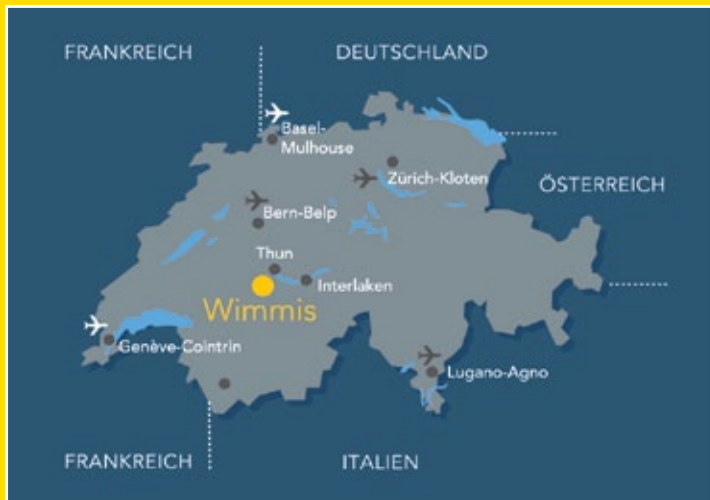 FRANKREICH
DEUTSCHLAND
Basel-
Mulhouse
Zürich-Kloten
ÖSTERREICH
Bern-Belp
Thun
Interlaken
Wimmis
Genève-Cointrin
Lugano-Agno
FRANKREICH
ITALIEN